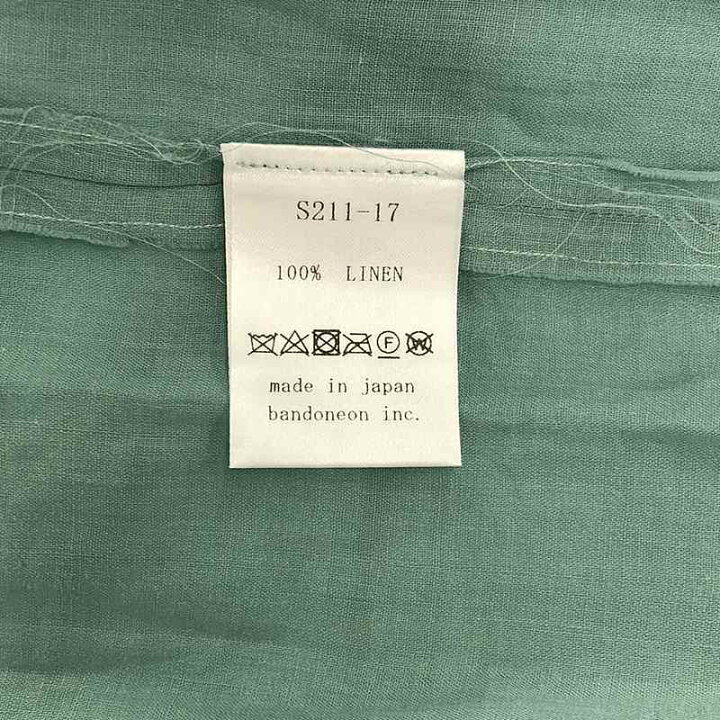 S211-17
100% LINEN
F W
made in japan
bandoneon inc.